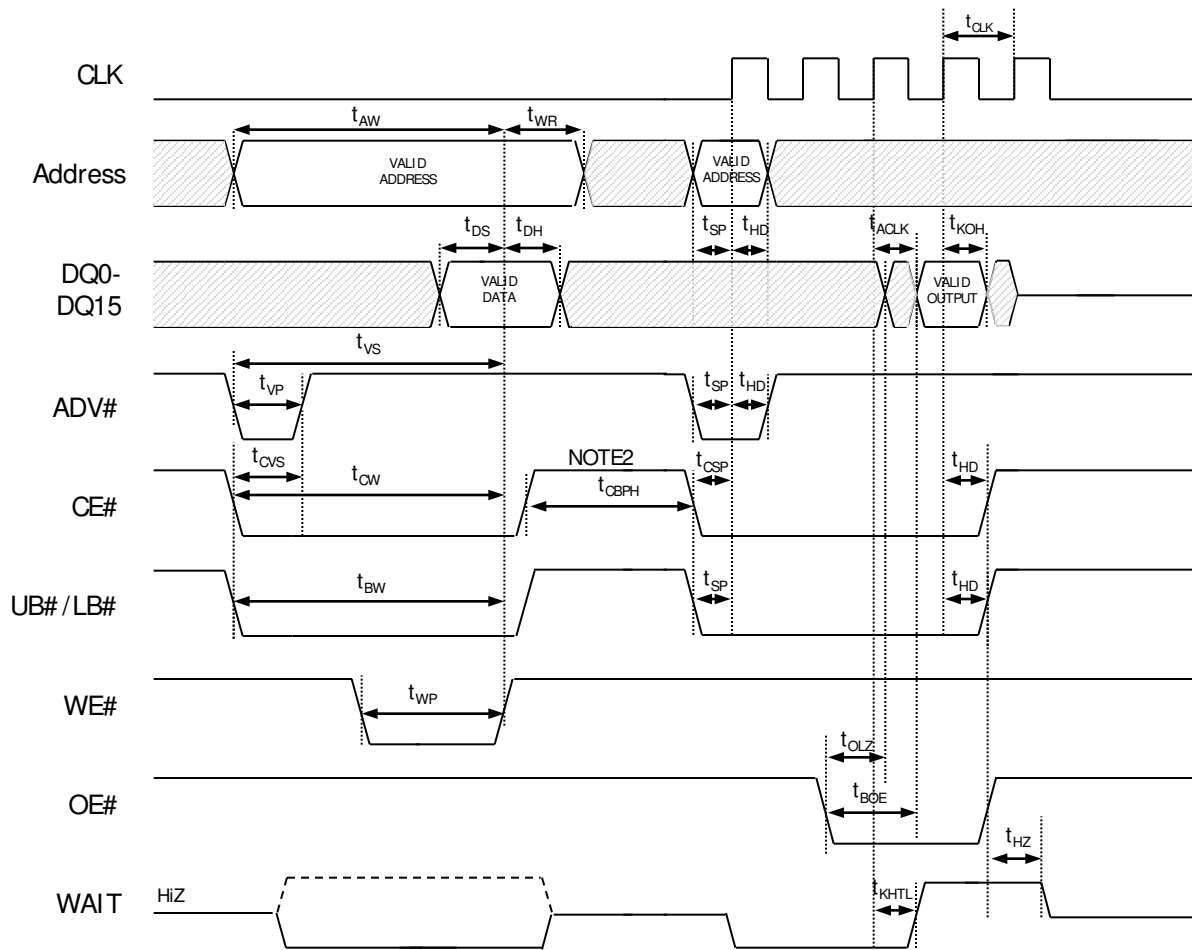 tCLK
CLK
tAW
tWR
Address
VALID
ADDRESS
VALID
ADDRESS
tDS
tDH
tSP
tHD
tACLK
tKOH
DQ0-
DQ15
VALID
DATA
VALID
OUTPUT
tVS
ADV#
tVP
tSP
tHD
CE#
tCVS
tCW
NOTE2
tCBPH
tCSP
tHD
UB# / LB#
tBW
tSP
tHD
WE#
tWP
OE#
tOLZ
tBOE
tHZ
WAIT
HiZ
tKHTL